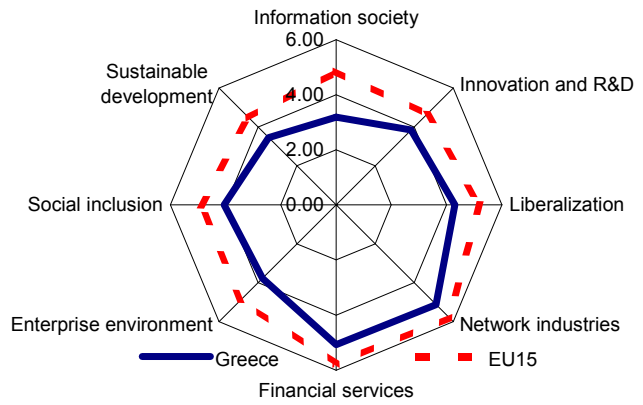 Information society
6.00
Sustainable
development
Innovation and R&D
4.00
2.00
Social inclusion
0.00
Liberalization
Enterprise environment
Network industries
Greece
EU15
Financial services